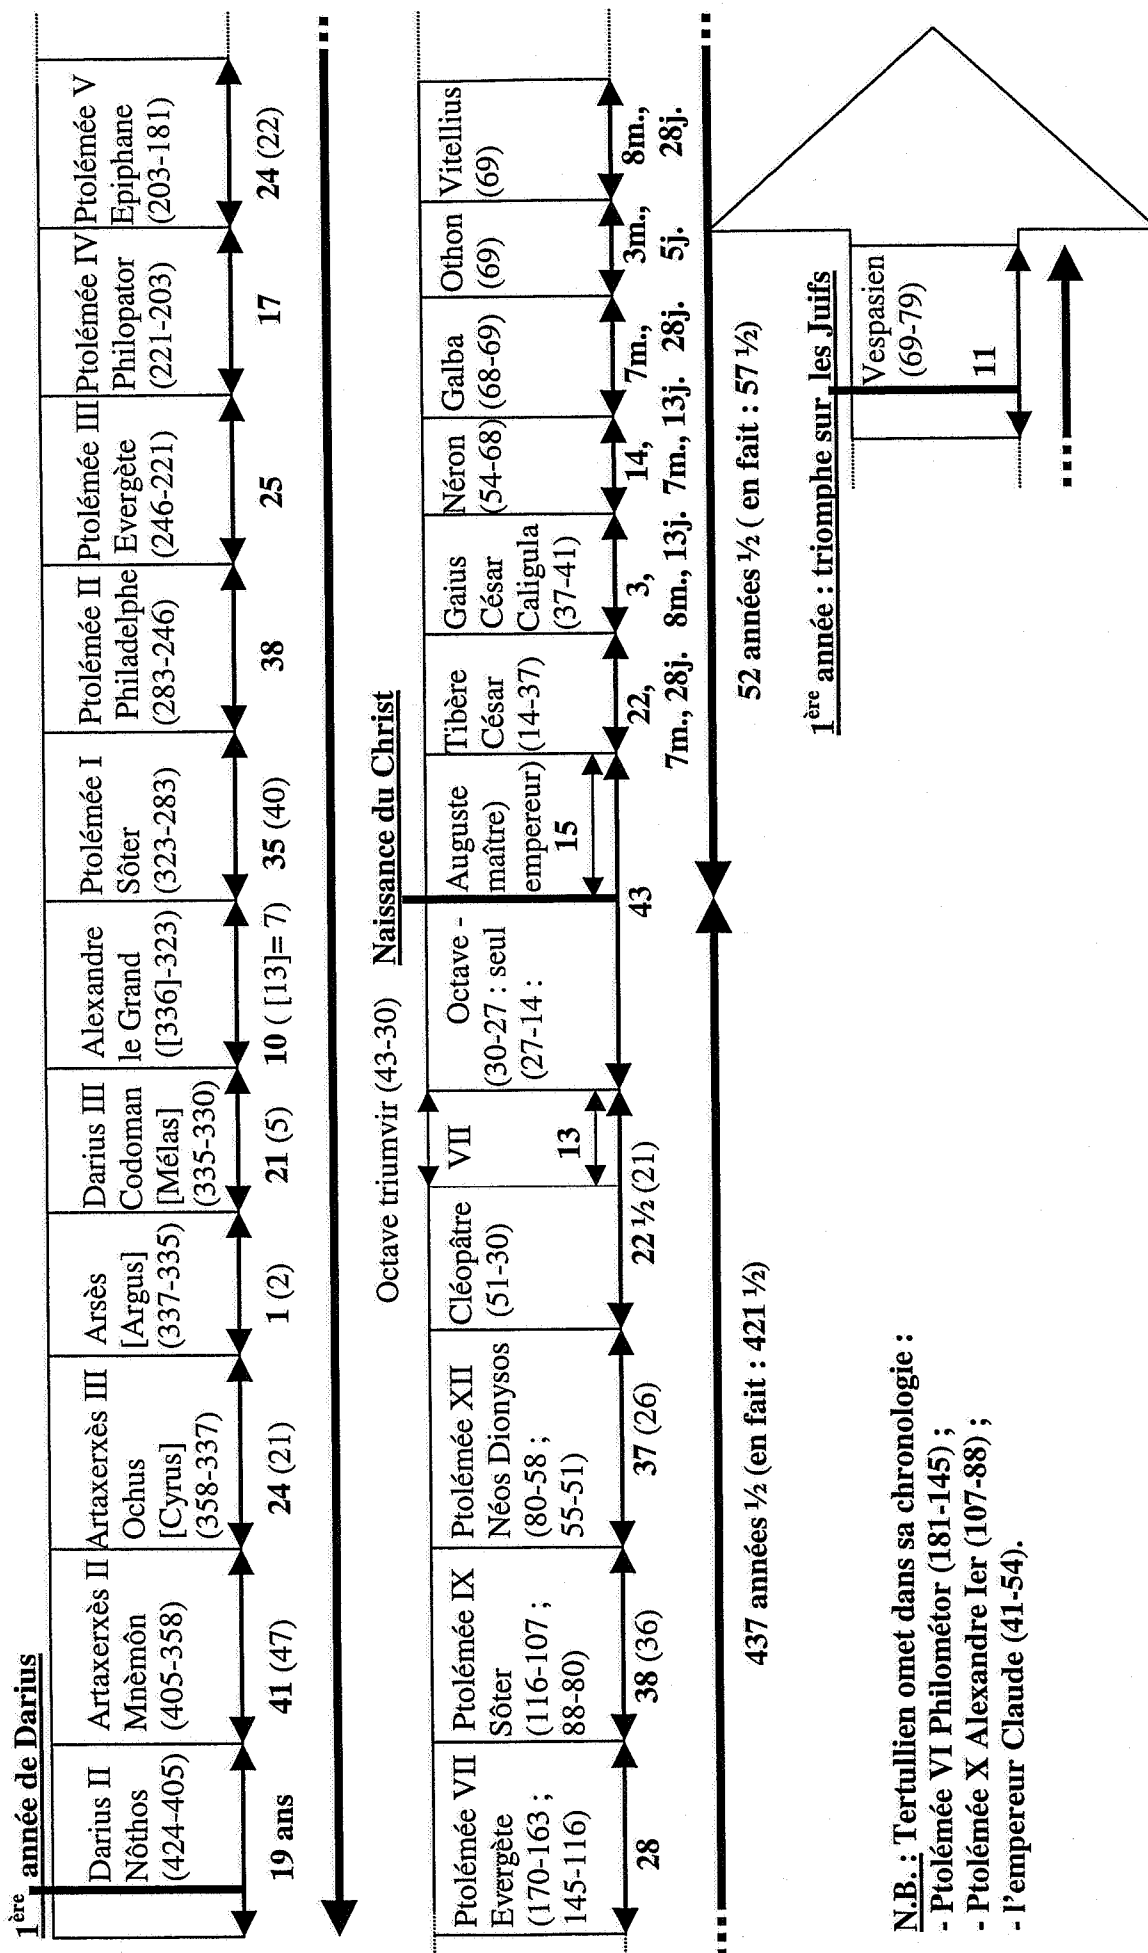 1ère année de Darius
Darius II
Nôthos
(424-405)
19 ans
Artaxerxès II
Mnèmôn
(405-358)
41 (47)
Artaxerxès III
Ochus
[Cyrus]
(358-337)
24 (21)
Arsès
[Argus]
(337-335)
1 (2)
Darius III
Codoman
[Mélas]
(335-330)
21 (5)
Alexandre
le Grand
([336]-323)
10 ( [13]= 7)
Ptolémée I
Sôter
(323-283)
35 (40)
Ptolémée II
Philadelphe
(283-246)
38
Ptolémée III
Evergète
(246-221)
25
Ptolémée IV
Philopator
(221-203)
17
Ptolémée V
Epiphane
(203-181)
24 (22)
Octave triumvir (43-30)
Naissance du Christ
Ptolémée VII
Evergète
(170-163 ;
145-116)
28
Ptolémée IX
Sôter
(116-107 ;
88-80)
38 (36)
Ptolémée XII
Néos Dionysos
(80-58 ;
55-51)
37 (26)
Cléopâtre VII
(51-30)
13
22 ½ (21)
Octave - Auguste
(30-27 : seul maître)
(27-14 : empereur)
15
43
Tibère
César
(14-37)
22,
7m., 28j.
Gaius
César
Caligula
(37-41)
3,
8m., 13j.
Néron
(54-68)
14,
7m., 13j.
Galba
(68-69)
7m.,
28j.
Othon
(69)
3m.,
5j.
Vitellius
(69)
8m.,
28j.
437 années ½ (en fait : 421 ½)
52 années ½ ( en fait : 57 ½)
1ère année : triomphe sur les Juifs
Vespasien
(69-79)
11
N.B. : Tertullien omet dans sa chronologie :
- Ptolémée VI Philométor (181-145) ;
- Ptolémée X Alexandre Ier (107-88) ;
- l'empereur Claude (41-54).